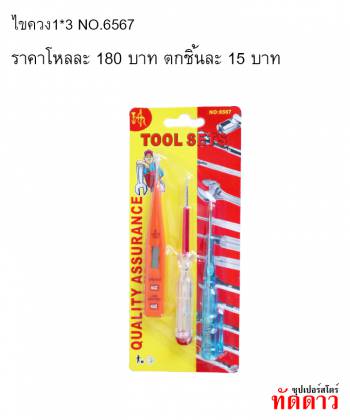 ไขควง1*3 NO.6567
ราคาโหลละ 180 บาท ตกชิ้นละ 15 บาท
NO:6567
TOOL SETS
QUALITY ASSURANCE
ซุปเปอร์สโตร์
ทัดดาว